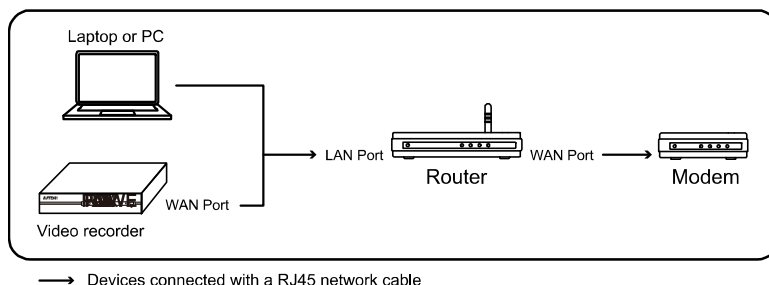 Laptop or PC
LAN Port
Router
WAN Port
Modem
WAN Port
Video recorder
Devices connected with a RJ45 network cable